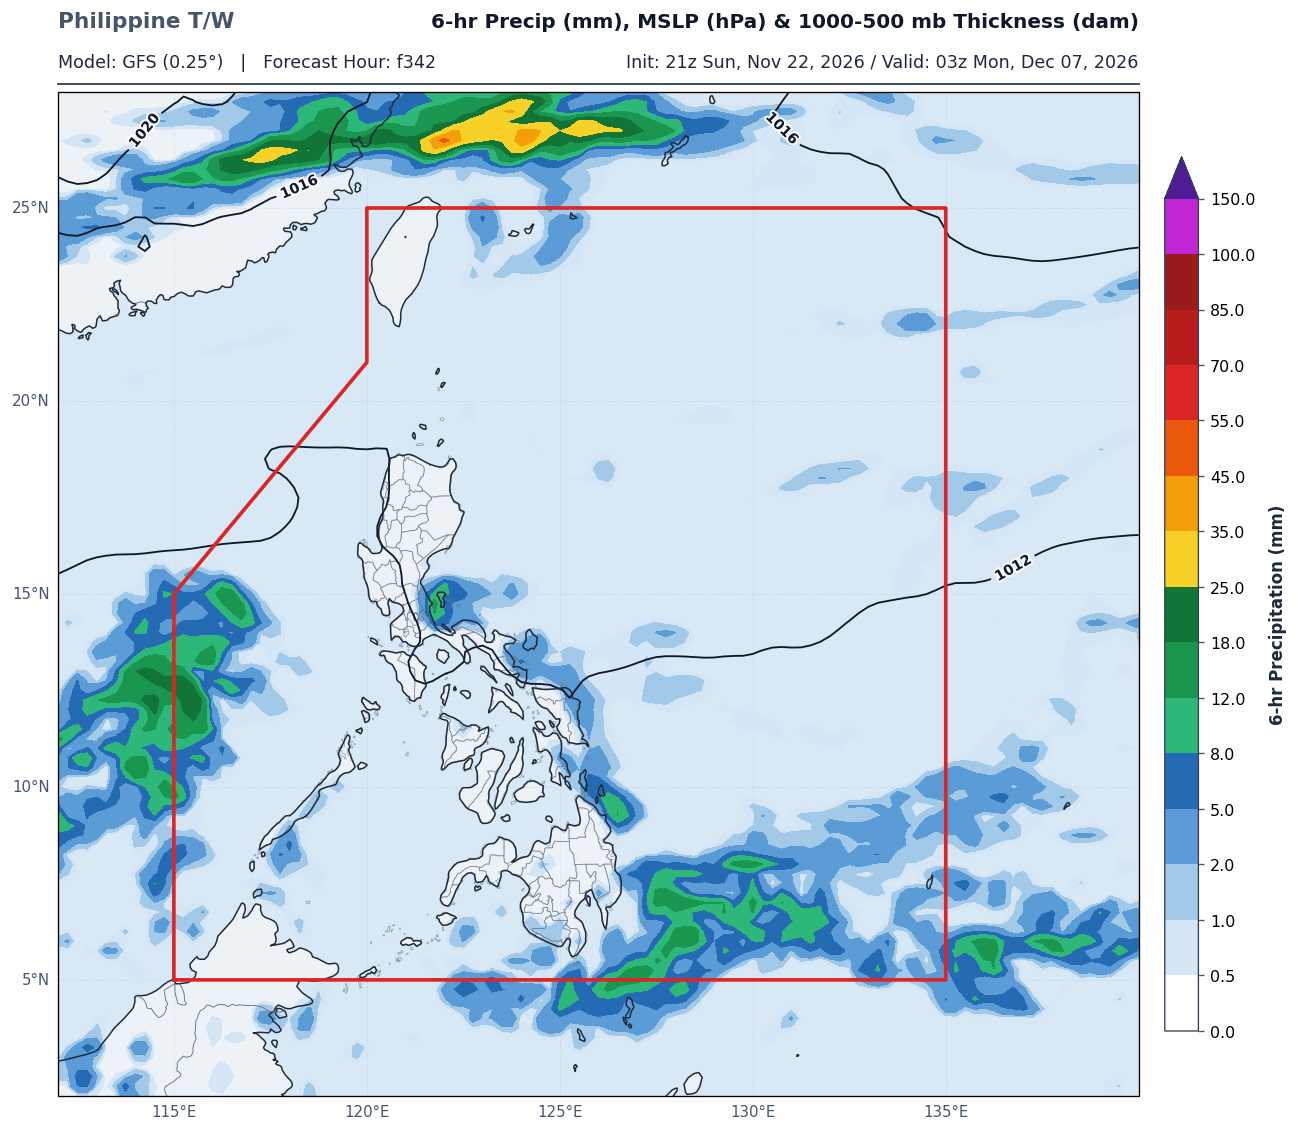 Philippine T/W
6-hr Precip (mm), MSLP (hPa) & 1000-500 mb Thickness (dam)
Model: GFS (0.25°) | Forecast Hour: f342
Init: 21z Sun, Nov 22, 2026 / Valid: 03z Mon, Dec 07, 2026
1020
1016
1016
1012
25°N
20°N
15°N
10°N
5°N
115°E
120°E
125°E
130°E
135°E
150.0
100.0
85.0
70.0
55.0
45.0
35.0
25.0
18.0
12.0
8.0
5.0
2.0
1.0
0.5
0.0
6-hr Precipitation (mm)